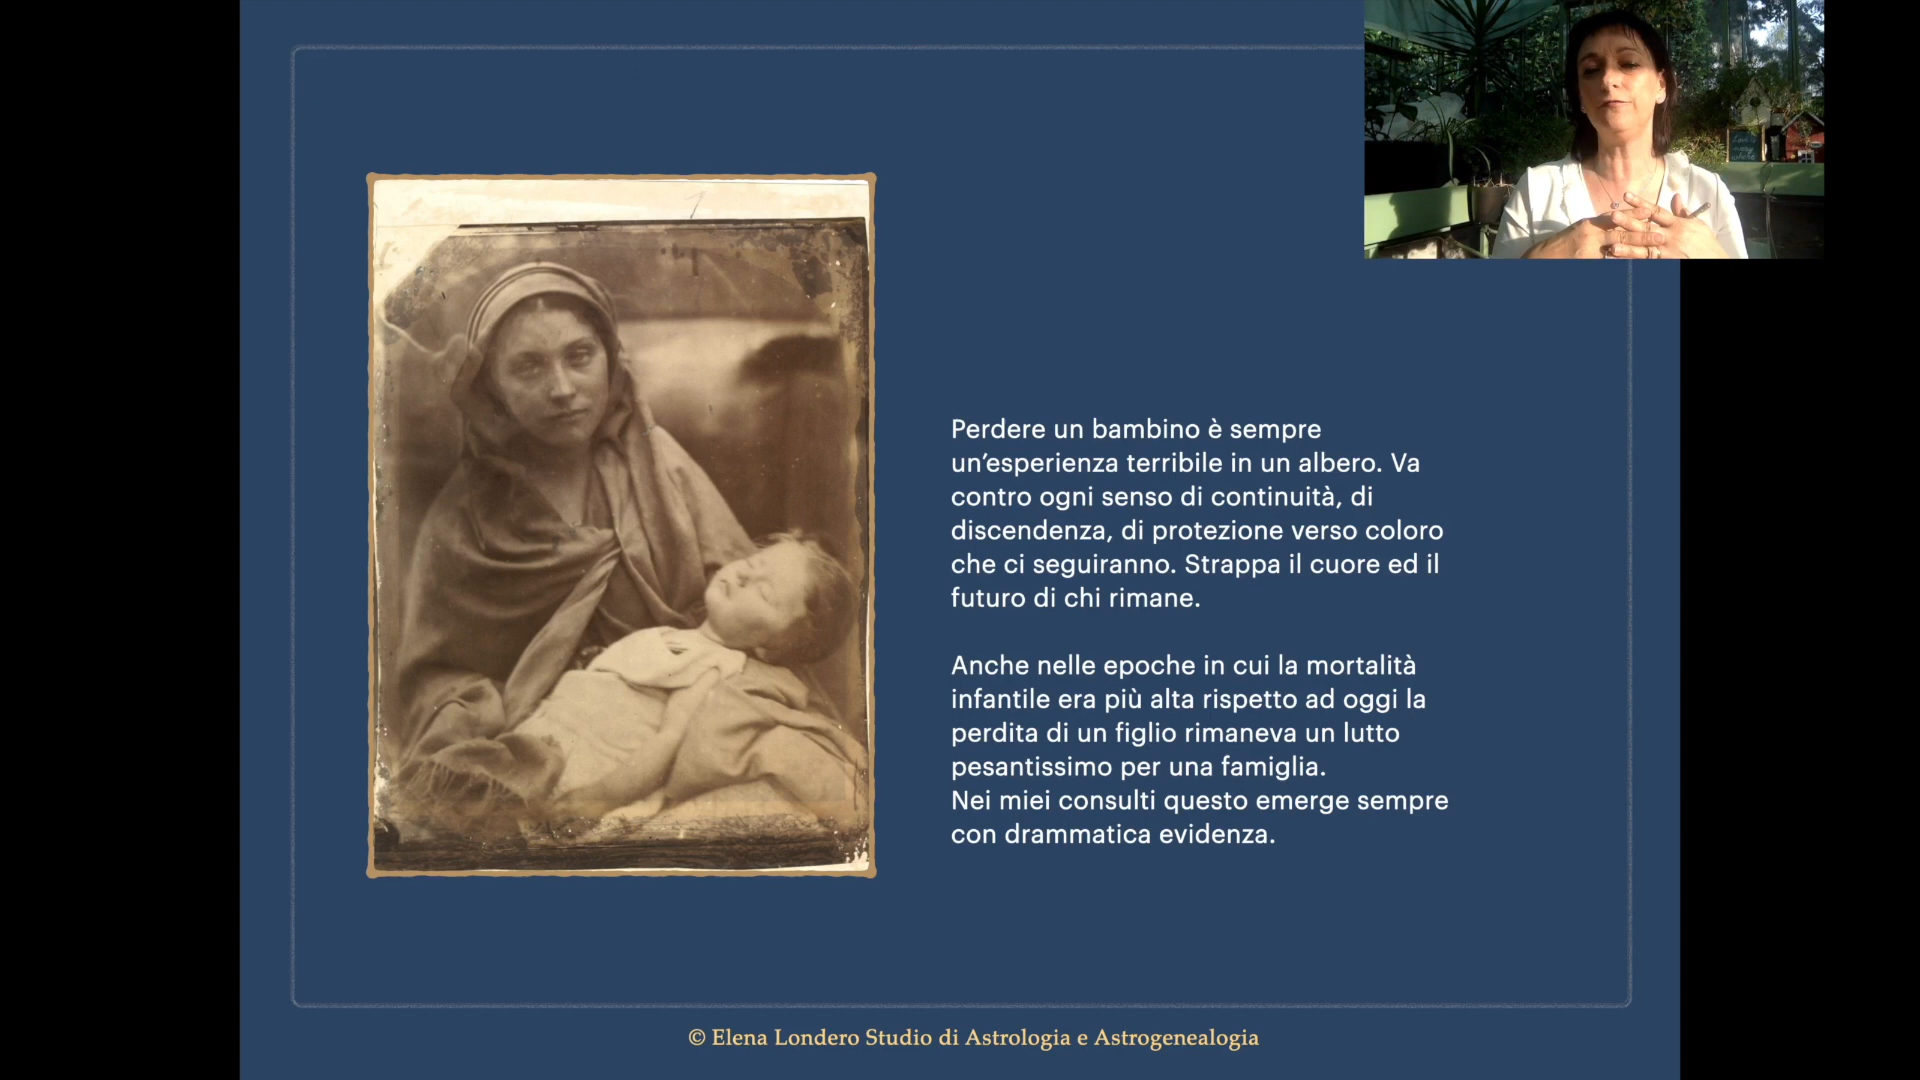 Perdere un bambino è sempre
un’esperienza terribile in un albero. Va
contro ogni senso di continuità, di
discendenza, di protezione verso coloro
che ci seguiranno. Strappa il cuore ed il
futuro di chi rimane.
Anche nelle epoche in cui la mortalità
infantile era più alta rispetto ad oggi la
perdita di un figlio rimaneva un lutto
pesantissimo per una famiglia.
Nei miei consulti questo emerge sempre
con drammatica evidenza.
© Elena Londero Studio di Astrologia e Astrogenealogia